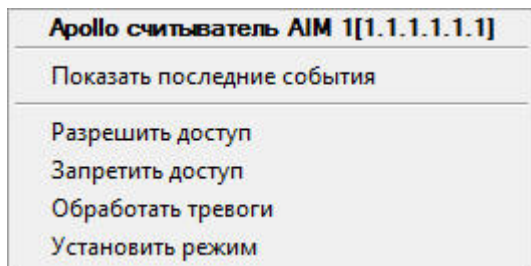 Apollo считыватель AIM 1[1.1.1.1.1.1]
Показать последние события
Разрешить доступ
Запретить доступ
Обработать тревоги
Установить режим